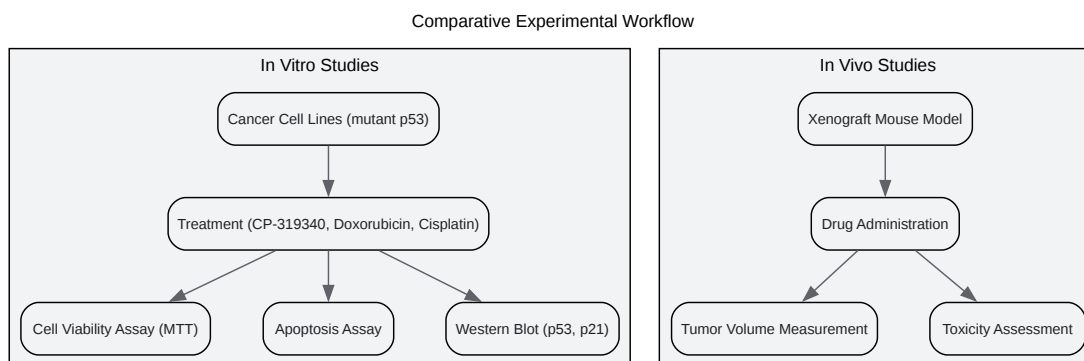 Comparative Experimental Workflow
In Vitro Studies
Cancer Cell Lines (mutant p53)
Treatment (CP-319340, Doxorubicin, Cisplatin)
Cell Viability Assay (MTT)
Apoptosis Assay
Western Blot (p53, p21)
In Vivo Studies
Xenograft Mouse Model
Drug Administration
Tumor Volume Measurement
Toxicity Assessment